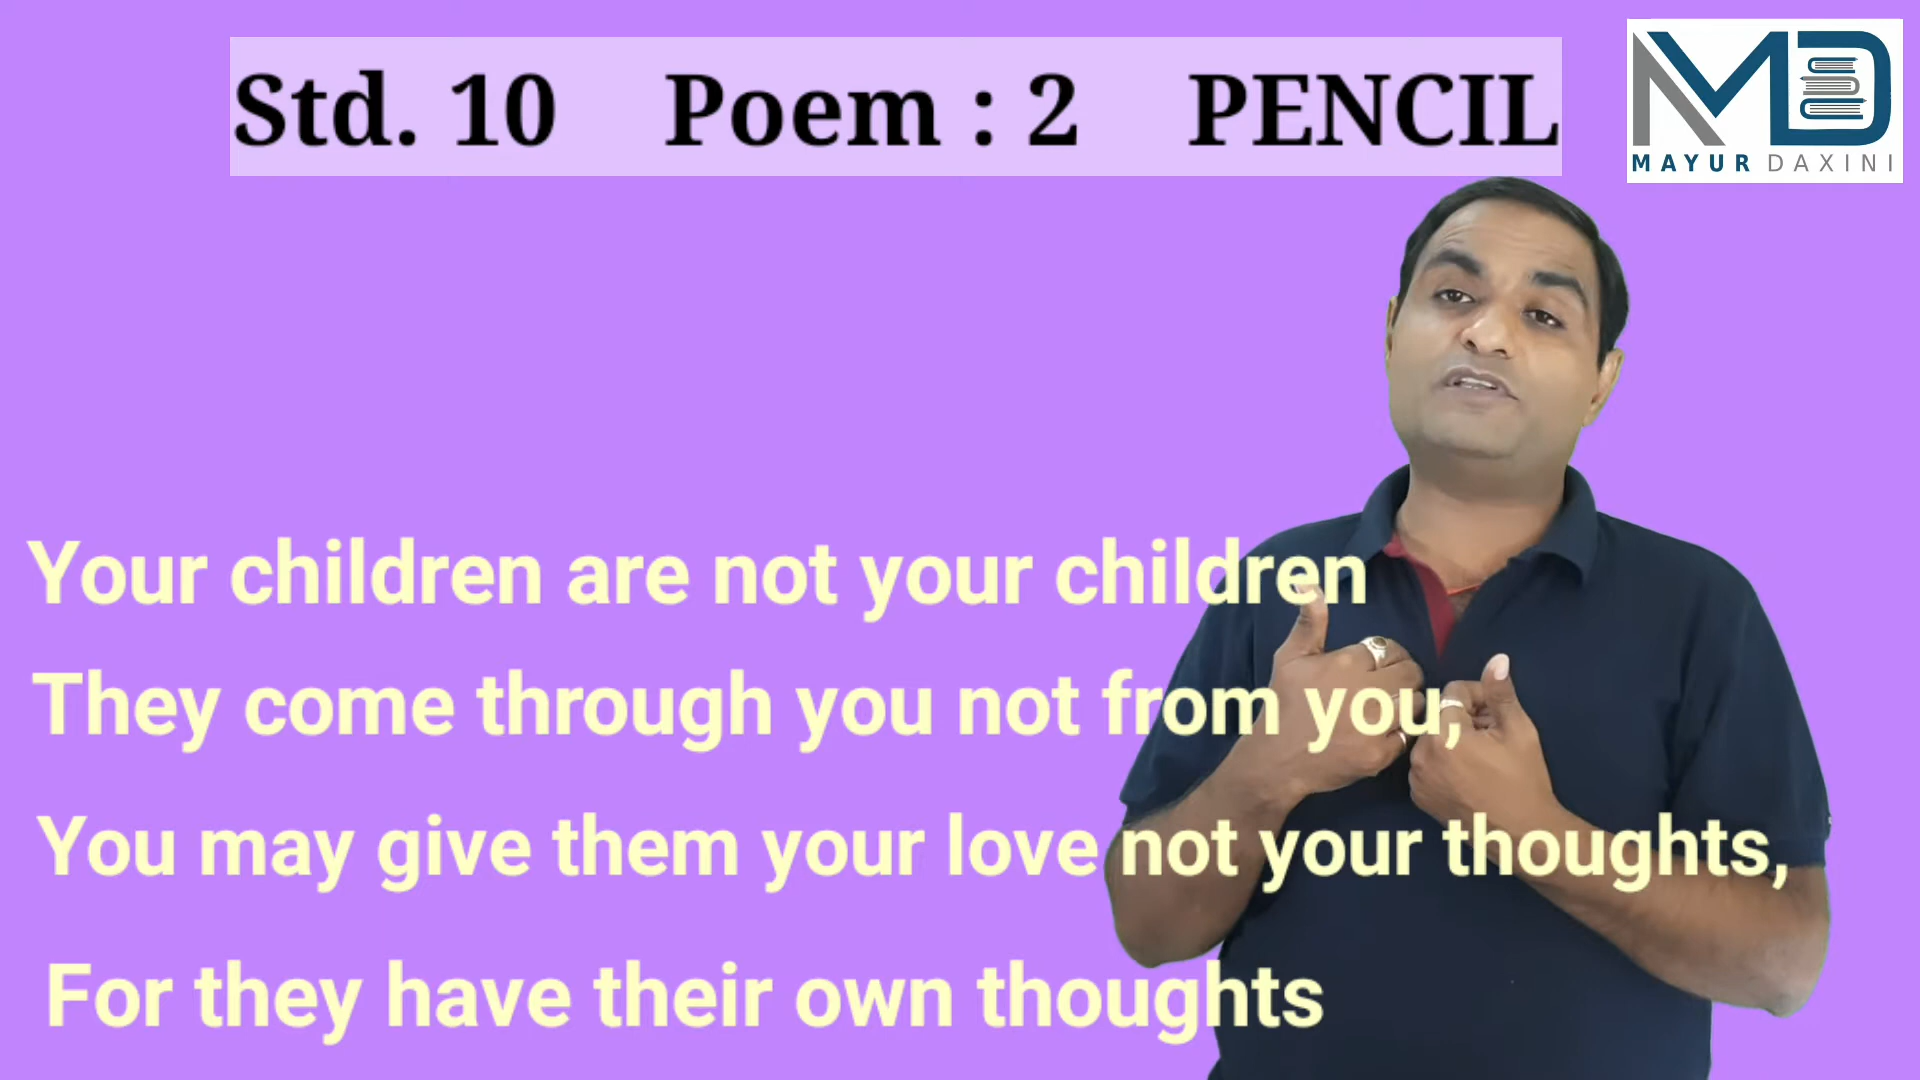 Std. 10 Poem : 2 PENCIL
MD
MAYUR DAXINI
Your children are not your children
They come through you not from you,
You may give them your love not your thoughts,
For they have their own thoughts